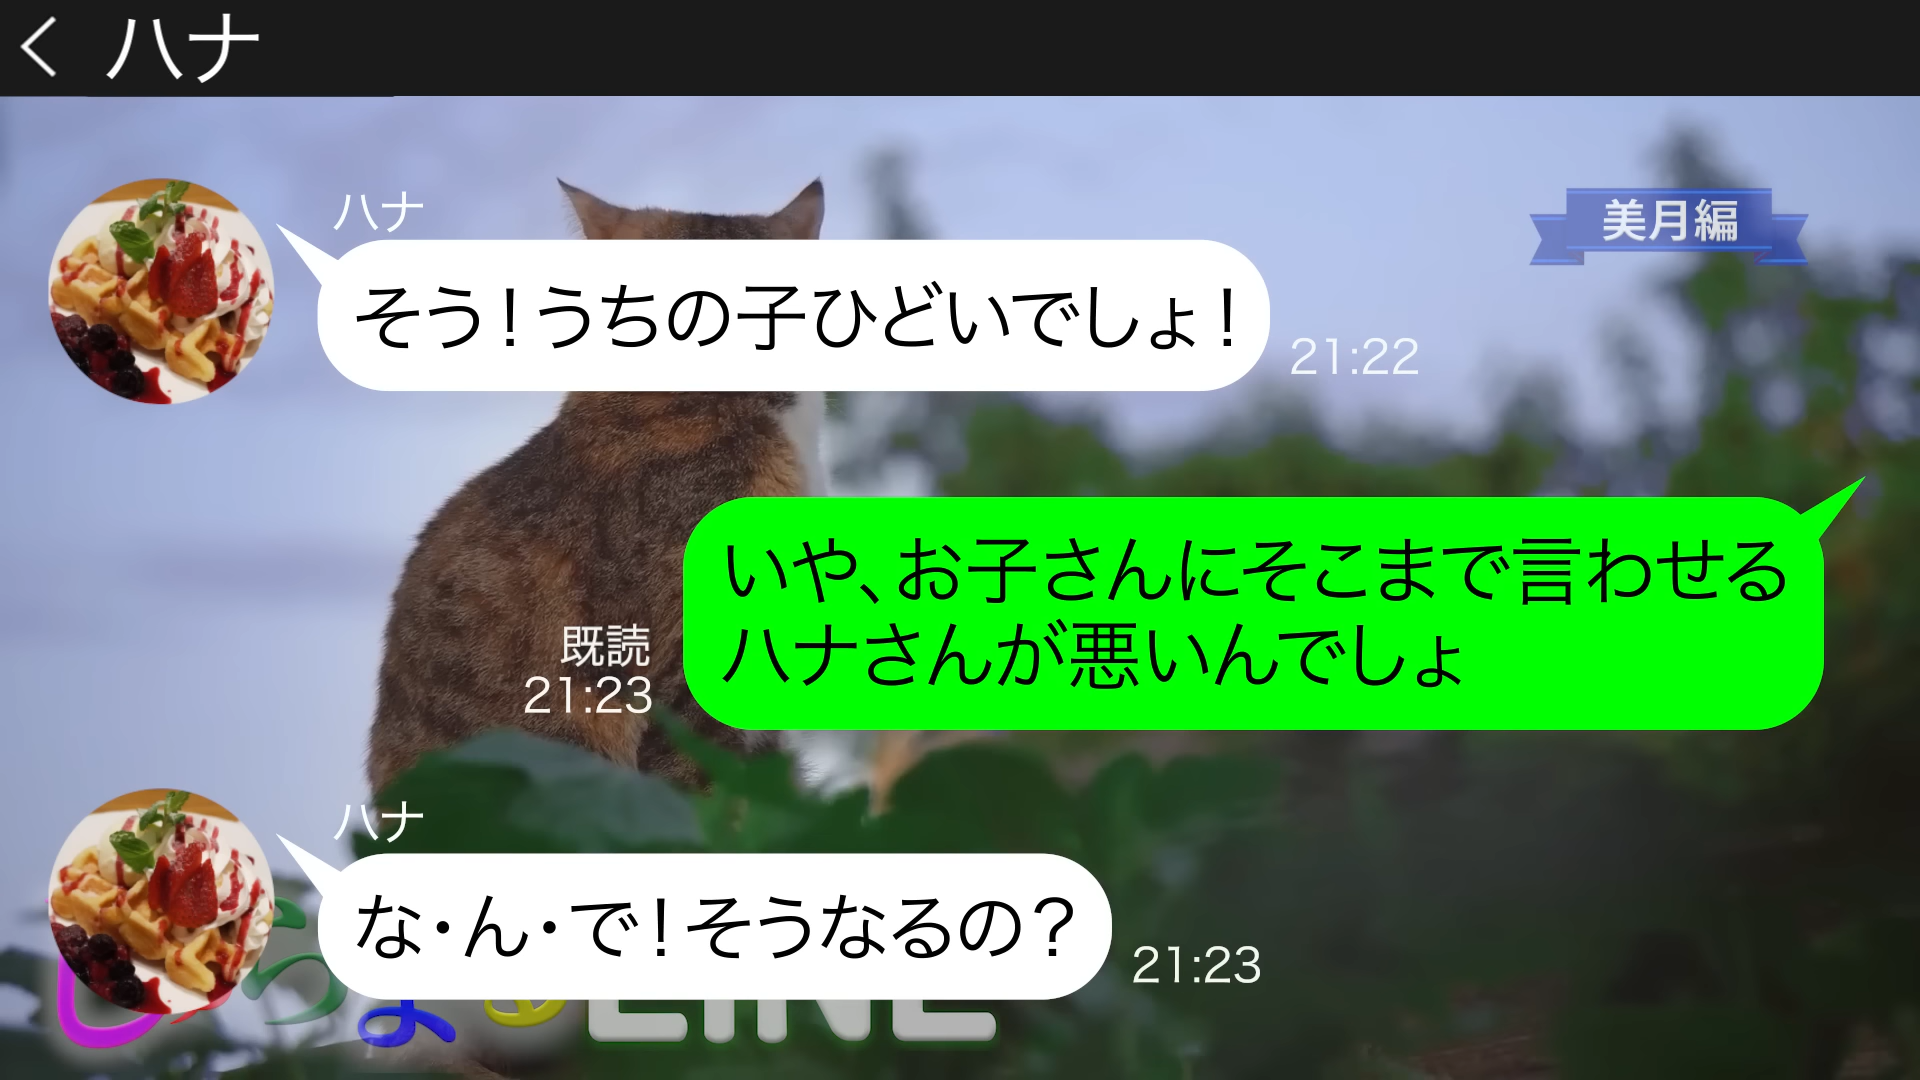 ハナ
ハナ
美月編
そう！うちの子ひどいでしょ！
21:22
いや、お子さんにそこまで言わせる
ハナさんが悪いんでしょ
既読
21:23
ハナ
な・ん・で！そうなるの？
21:23
LINE